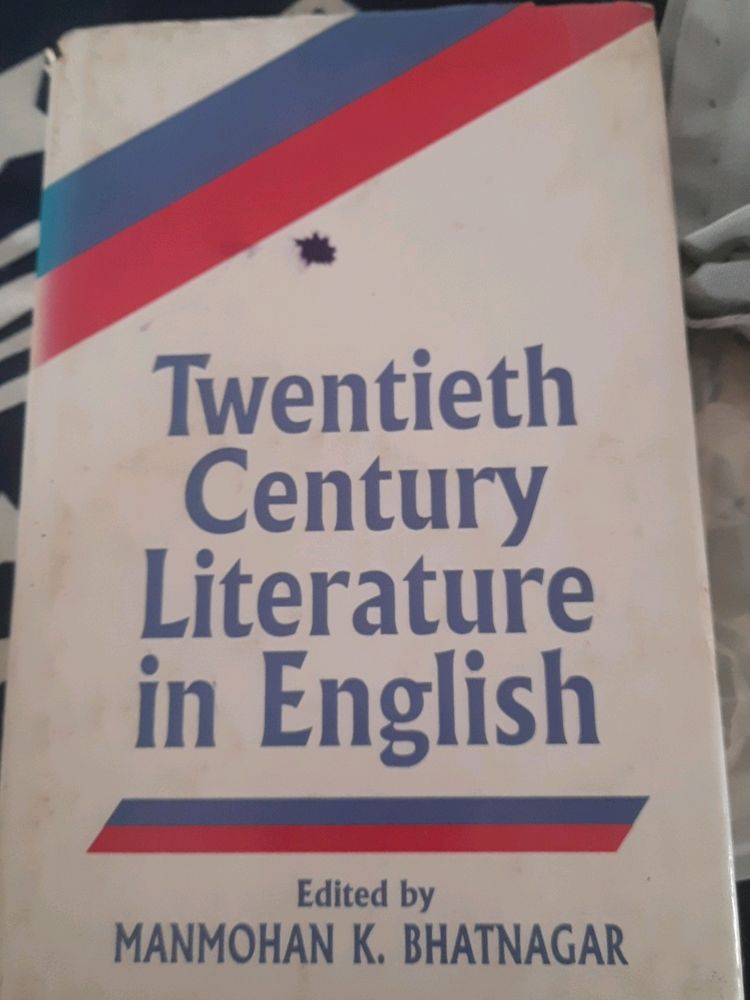 Twentieth
Century
Literature
in English
Edited by
MANMOHAN K. BHATNAGAR